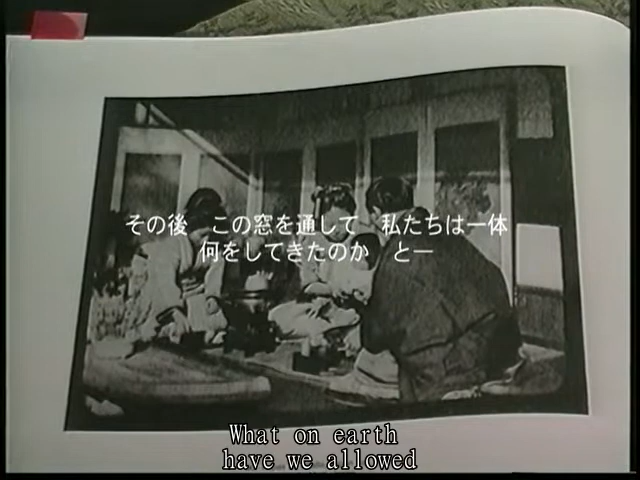 その後　この窓を通して　私たちは一体
何をしてきたのか　と―
What on earth
have we allowed